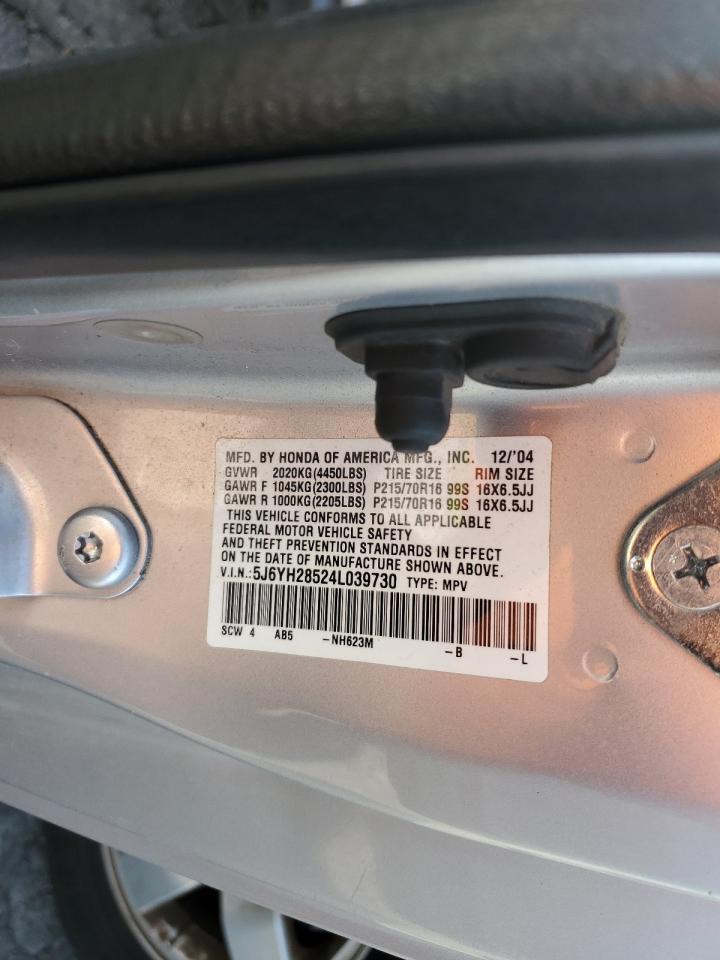 MFD. BY HONDA OF AMERICA MFG., INC. 12/'04
GVWR 2020KG(4450LBS) TIRE SIZE RIM SIZE
GAWR F 1045KG(2300LBS) P215/70R16 99S 16X6.5JJ
GAWR R 1000KG(2205LBS) P215/70R16 99S 16X6.5JJ
THIS VEHICLE CONFORMS TO ALL APPLICABLE
FEDERAL MOTOR VEHICLE SAFETY
AND THEFT PREVENTION STANDARDS IN EFFECT
ON THE DATE OF MANUFACTURE SHOWN ABOVE.
V.I.N.:5J6YH28524L039730 TYPE: MPV
SCW 4 AB5 -NH623M -B -L